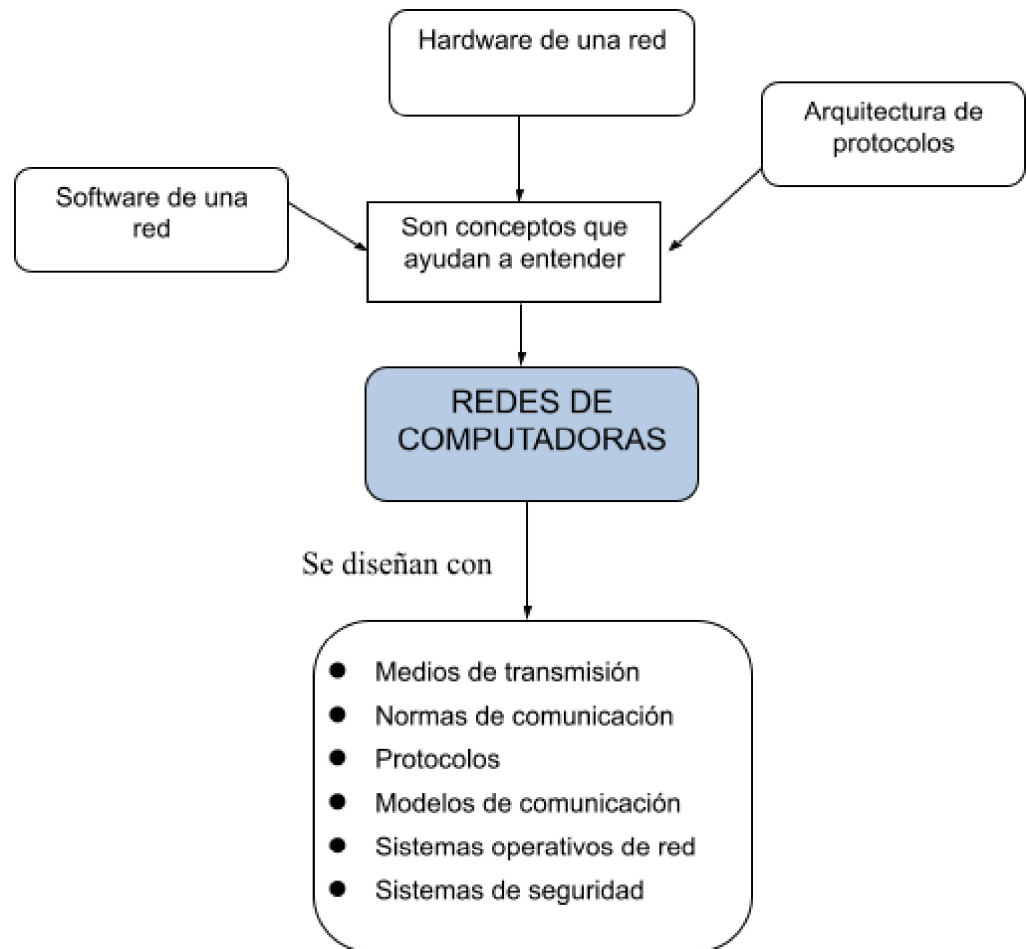 Hardware de una red
Arquitectura de
protocolos
Software de una
red
Son conceptos que
ayudan a entender
REDES DE
COMPUTADORAS
Se diseñan con
● Medios de transmisión
● Normas de comunicación
● Protocolos
● Modelos de comunicación
● Sistemas operativos de red
● Sistemas de seguridad